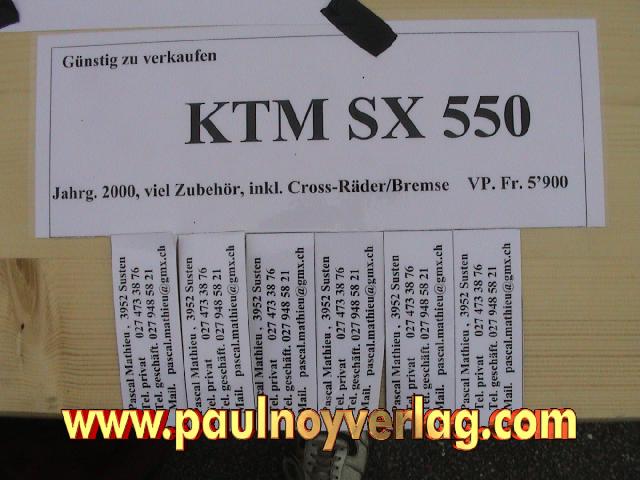 Günstig zu verkaufen
KTM SX 550
Jahrg. 2000, viel Zubehör, inkl. Cross-Räder/Bremse VP. Fr. 5'900
Pascal Mathieu , 3952 Susten
Tel. privat 027 473 38 76
Tel. geschäft. 027 948 58 21
Mail. pascal.mathieu@gmx.ch
Pascal Mathieu , 3952 Susten
Tel. privat 027 473 38 76
Tel. geschäft. 027 948 58 21
Mail. pascal.mathieu@gmx.ch
Pascal Mathieu , 3952 Susten
Tel. privat 027 473 38 76
Tel. geschäft. 027 948 58 21
Mail. pascal.mathieu@gmx.ch
Pascal Mathieu , 3952 Susten
Tel. privat 027 473 38 76
Tel. geschäft. 027 948 58 21
Mail. pascal.mathieu@gmx.ch
Pascal Mathieu , 3952 Susten
Tel. privat 027 473 38 76
Tel. geschäft. 027 948 58 21
Mail. pascal.mathieu@gmx.ch
Pascal Mathieu , 3952 Susten
Tel. privat 027 473 38 76
Tel. geschäft. 027 948 58 21
Mail. pascal.mathieu@gmx.ch
www.paulnoyverlag.com